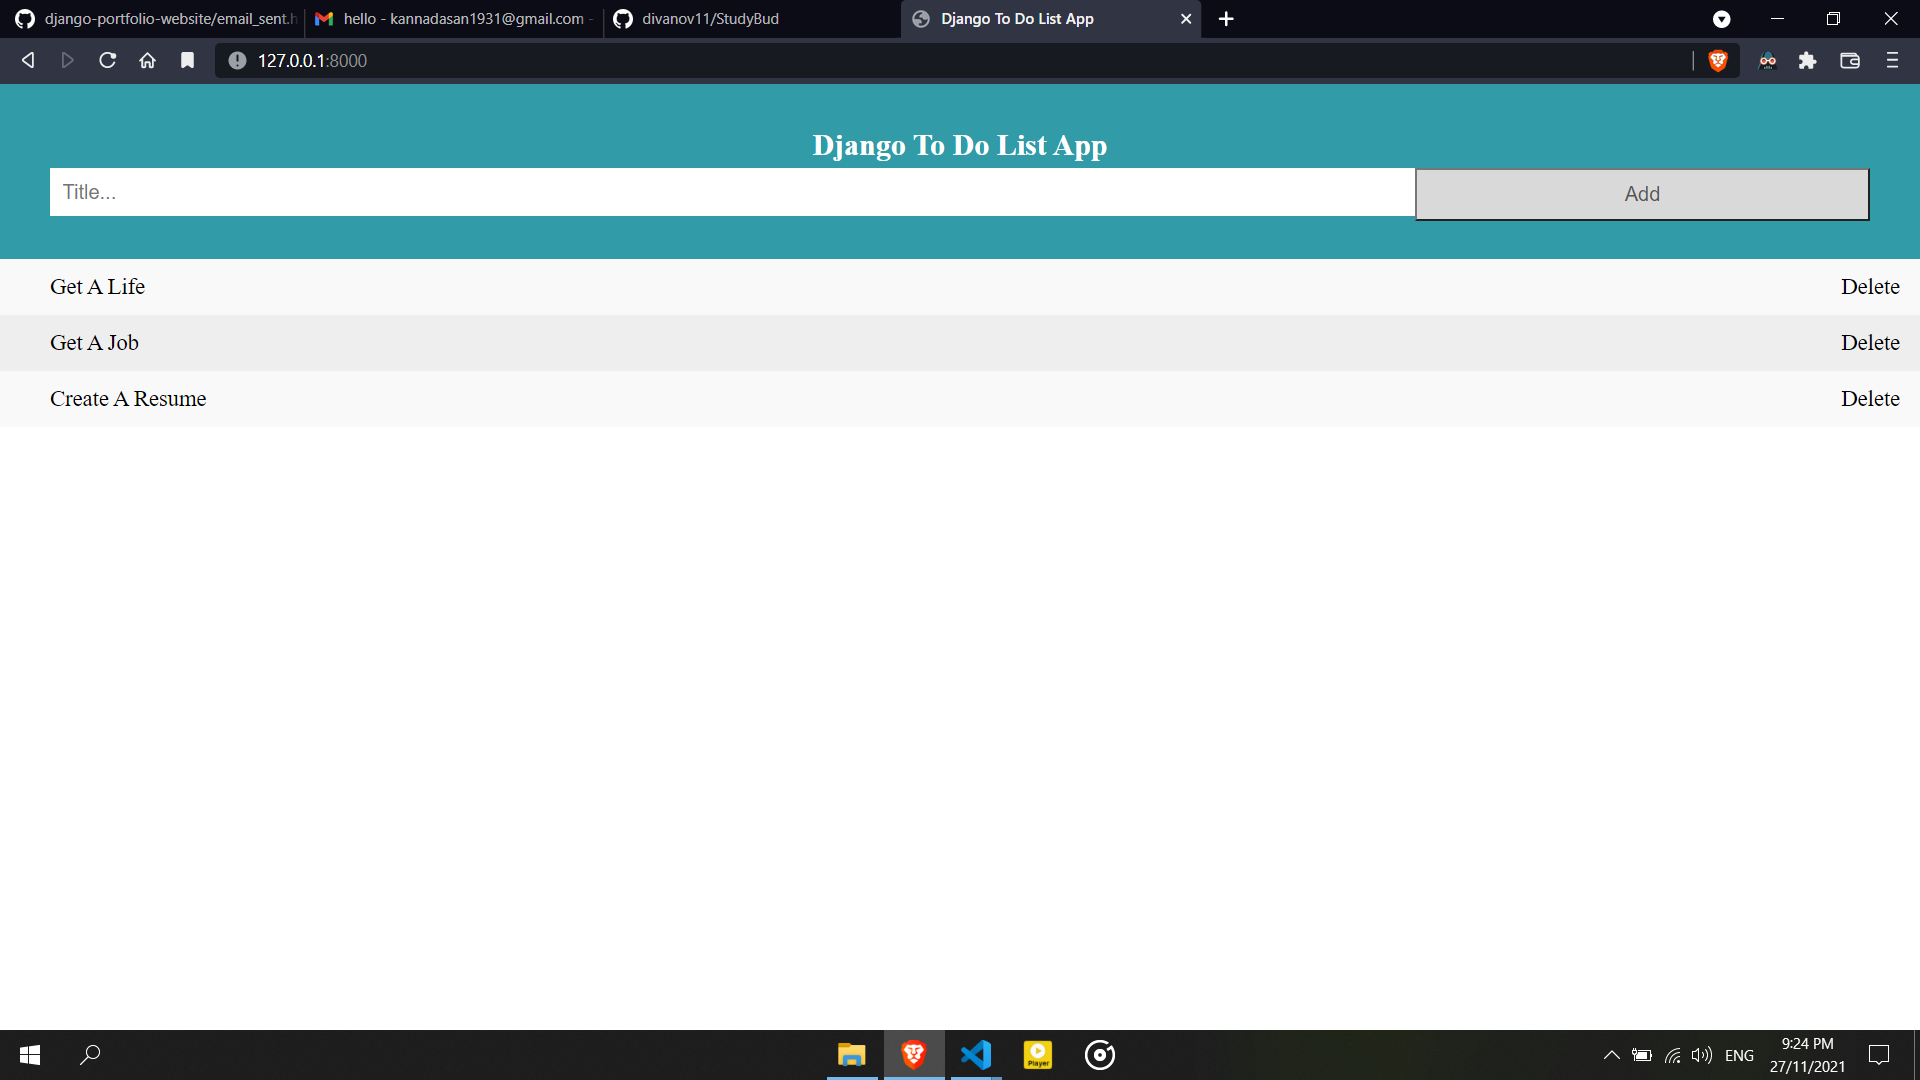 django-portfolio-website/email_sent.h
hello - kannadasan1931@gmail.com -
divanov11/StudyBud
Django To Do List App
127.0.0.1:8000
Django To Do List App
Title...
Add
Get A Life
Delete
Get A Job
Delete
Create A Resume
Delete
Player
ENG
9:24 PM
27/11/2021